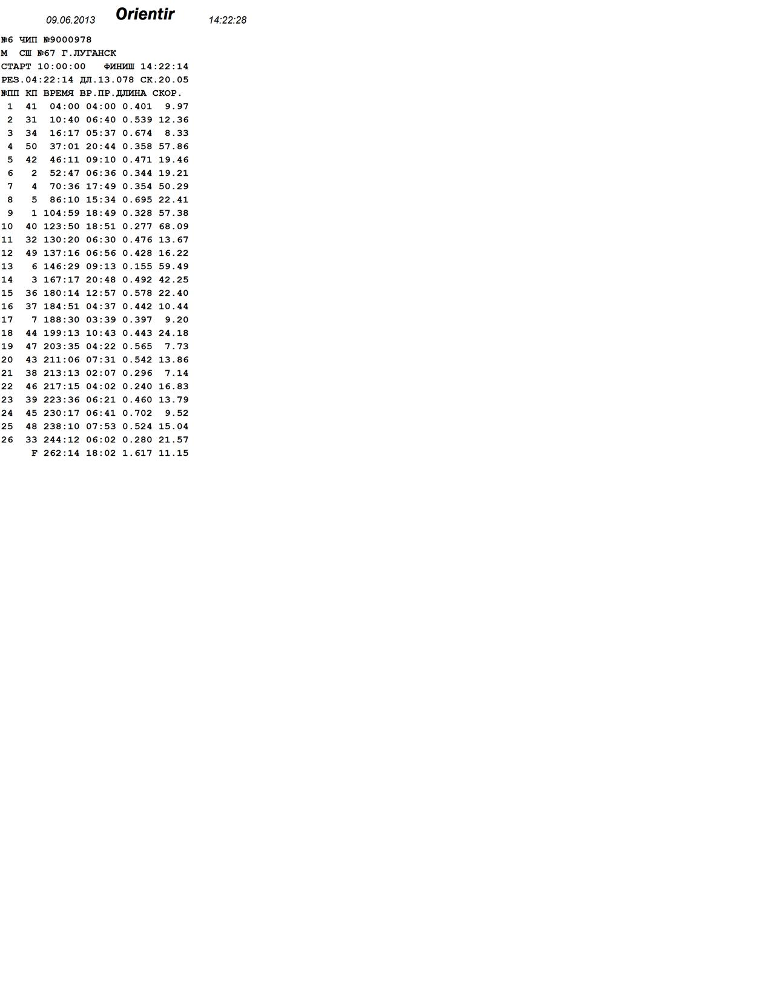 09.06.2013 Orientir 14:22:28
№6 ЧИП №9000978
М СШ №67 Г.ЛУГАНСК
СТАРТ 10:00:00 ФИНИШ 14:22:14
РЕЗ.04:22:14 ДЛ.13.078 СК.20.05
№ПП КП ВРЕМЯ ВР.ПР.ДЛИНА СКОР.
1 41 04:00 04:00 0.401 9.97
2 31 10:40 06:40 0.539 12.36
3 34 16:17 05:37 0.674 8.33
4 50 37:01 20:44 0.358 57.86
5 42 46:11 09:10 0.471 19.46
6 2 52:47 06:36 0.344 19.21
7 4 70:36 17:49 0.354 50.29
8 5 86:10 15:34 0.695 22.41
9 1 104:59 18:49 0.328 57.38
10 40 123:50 18:51 0.277 68.09
11 32 130:20 06:30 0.476 13.67
12 49 137:16 06:56 0.428 16.22
13 6 146:29 09:13 0.155 59.49
14 3 167:17 20:48 0.492 42.25
15 36 180:14 12:57 0.578 22.40
16 37 184:51 04:37 0.442 10.44
17 7 188:30 03:39 0.397 9.20
18 44 199:13 10:43 0.443 24.18
19 47 203:35 04:22 0.565 7.73
20 43 211:06 07:31 0.542 13.86
21 38 213:13 02:07 0.296 7.14
22 46 217:15 04:02 0.240 16.83
23 39 223:36 06:21 0.460 13.79
24 45 230:17 06:41 0.702 9.52
25 48 238:10 07:53 0.524 15.04
26 33 244:12 06:02 0.280 21.57
F 262:14 18:02 1.617 11.15